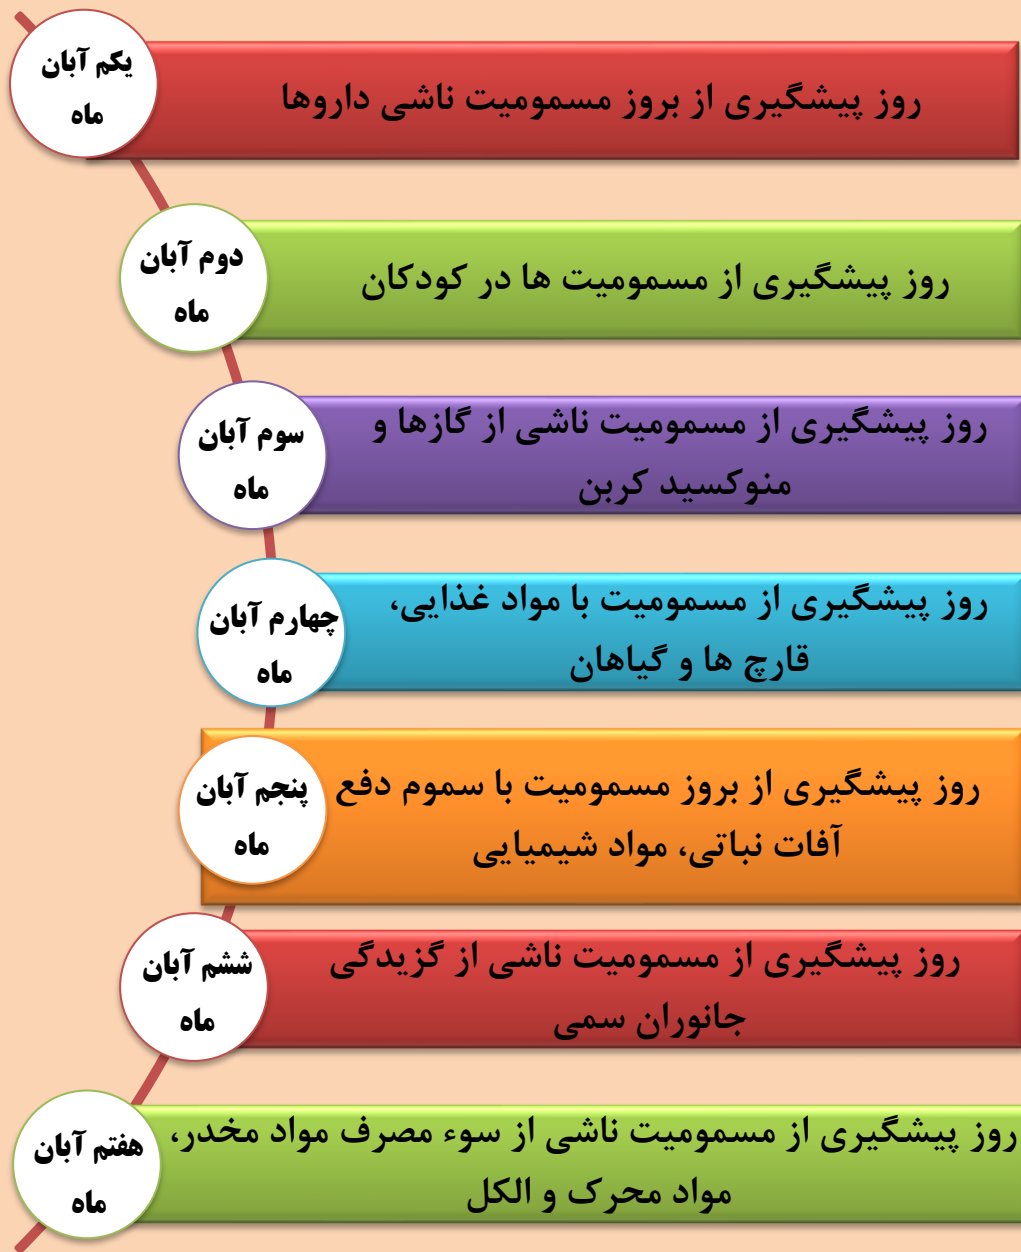 یکم آبان
ماه
روز پیشگیری از بروز مسمومیت ناشی داروها
دوم آبان
ماه
روز پیشگیری از مسمومیت ها در کودکان
سوم آبان
ماه
روز پیشگیری از مسمومیت ناشی از گازها و
منوکسید کربن
چهارم آبان
ماه
روز پیشگیری از مسمومیت با مواد غذایی،
قارچ ها و گیاهان
پنجم آبان
ماه
روز پیشگیری از بروز مسمومیت با سموم دفع
آفات نباتی، مواد شیمیایی
ششم آبان
ماه
روز پیشگیری از مسمومیت ناشی از گزیدگی
جانوران سمی
هفتم آبان
ماه
روز پیشگیری از مسمومیت ناشی از سوء مصرف مواد مخدر،
مواد محرک و الکل